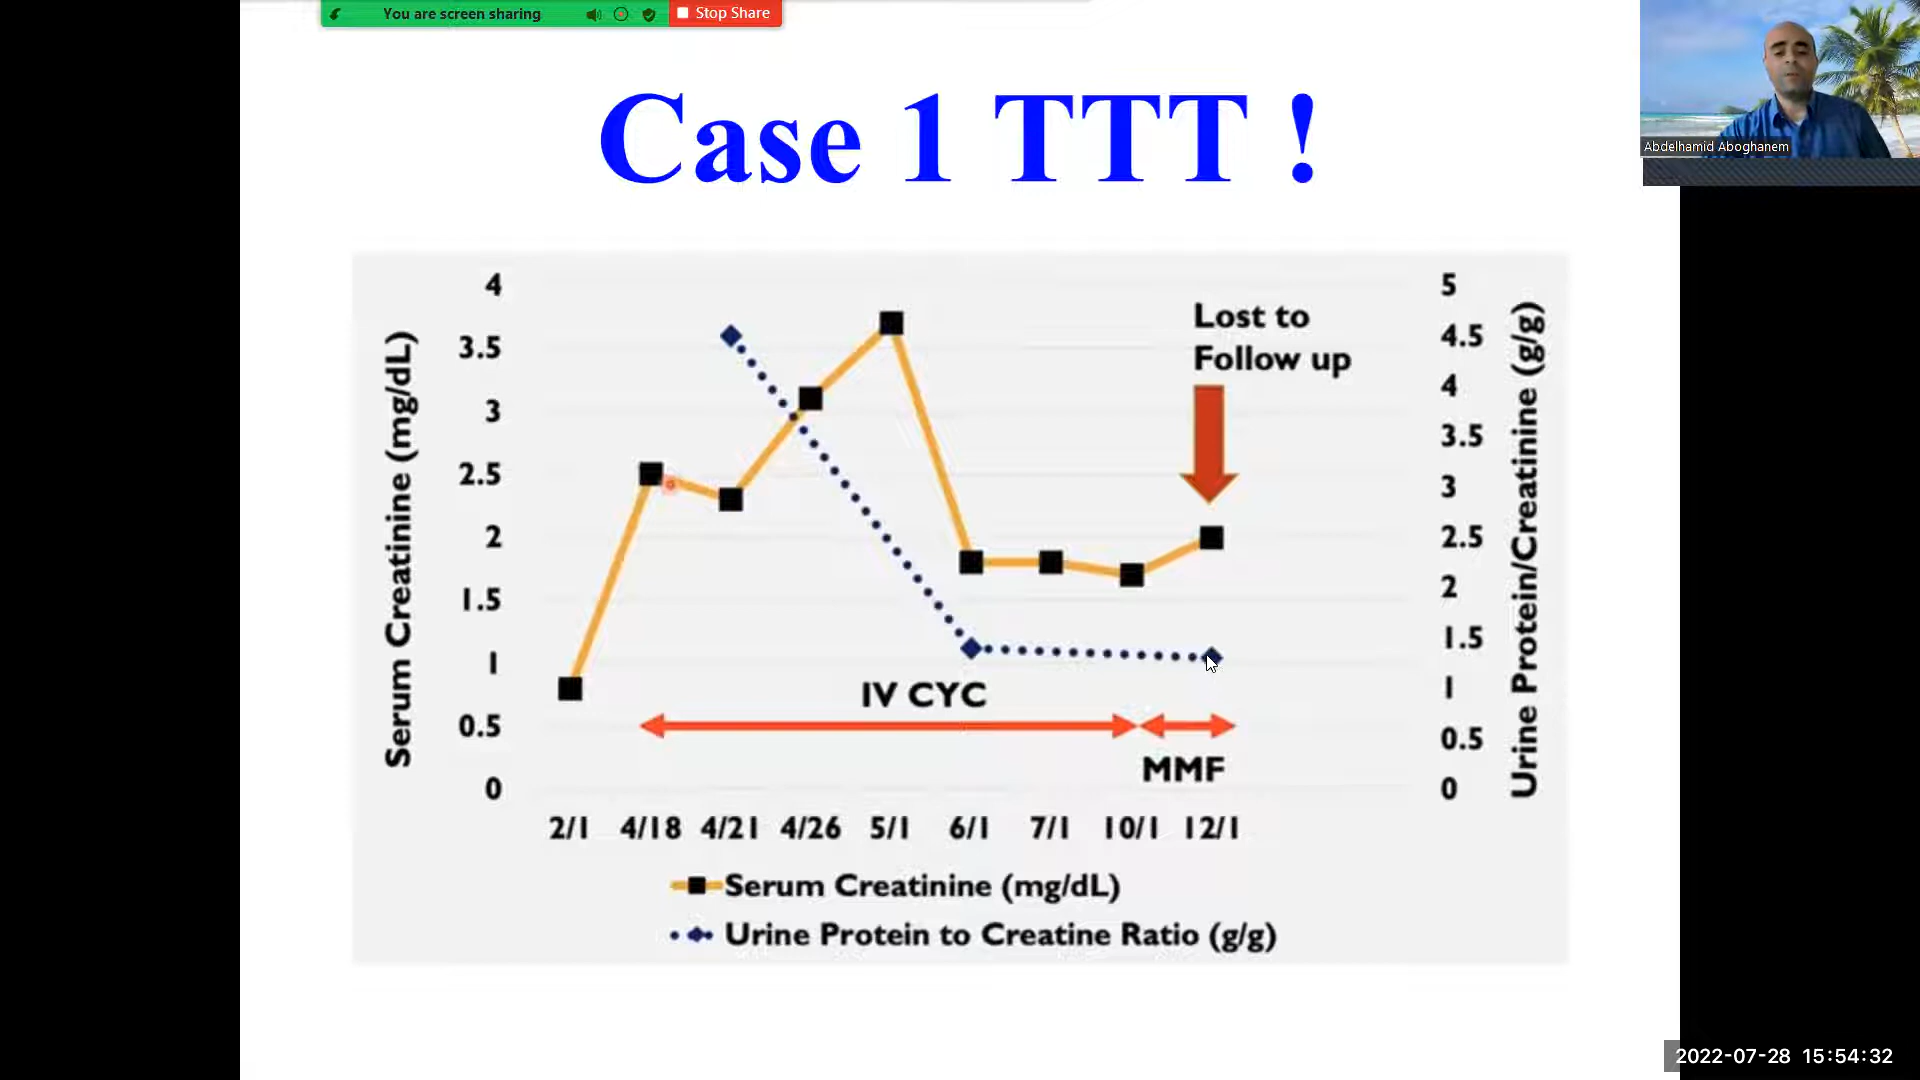 You are screen sharing
Stop Share
Abdelhamid Aboghanem
Case 1 TTT !
Serum Creatinine (mg/dL)
4
3.5
3
2.5
2
1.5
1
0.5
0
Lost to
Follow up
IV CYC
MMF
5
4.5
4
3.5
3
2.5
2
1.5
1
0.5
0
Urine Protein/Creatinine (g/g)
2/1 4/18 4/21 4/26 5/1 6/1 7/1 10/1 12/1
Serum Creatinine (mg/dL)
Urine Protein to Creatine Ratio (g/g)
2022-07-28 15:54:32